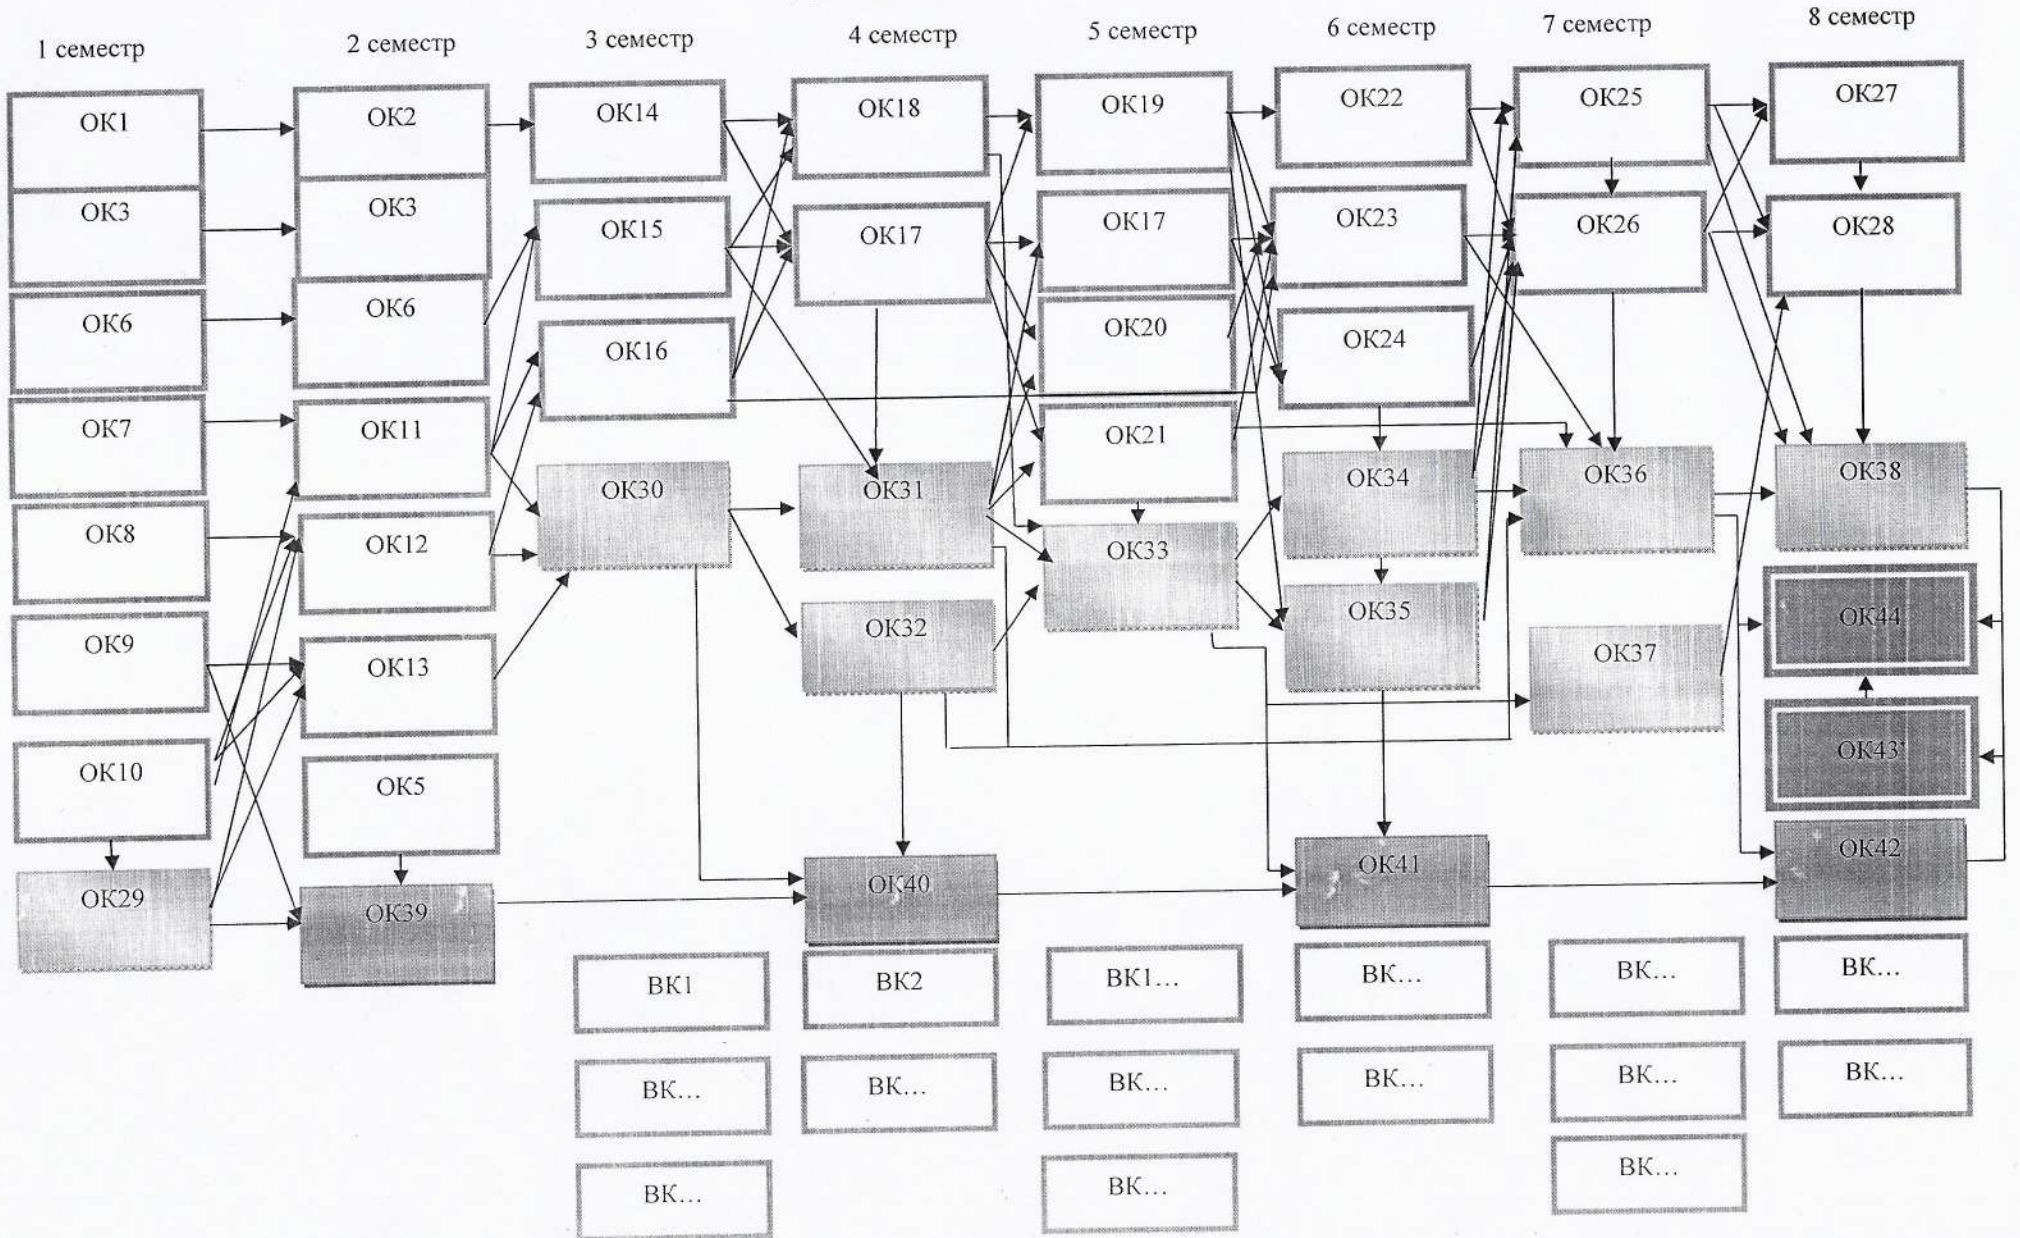 1 семестр
2 семестр
3 семестр
4 семестр
5 семестр
6 семестр
7 семестр
8 семестр
ОК1
ОК3
ОК6
ОК7
ОК8
ОК9
ОК10
ОК29
ОК2
ОК3
ОК6
ОК11
ОК12
ОК13
ОК5
ОК39
ОК14
ОК15
ОК16
ОК30
ВК1
ВК...
ВК...
ОК18
ОК17
ОК31
ОК32
ОК40
ВК2
ВК...
ОК19
ОК17
ОК20
ОК21
ОК33
ВК1...
ВК...
ВК...
ОК22
ОК23
ОК24
ОК34
ОК35
ОК41
ВК...
ВК...
ОК25
ОК26
ОК36
ОК37
ВК...
ВК...
ВК...
ОК27
ОК28
ОК38
ОК44
ОК43
ОК42
ВК...
ВК...